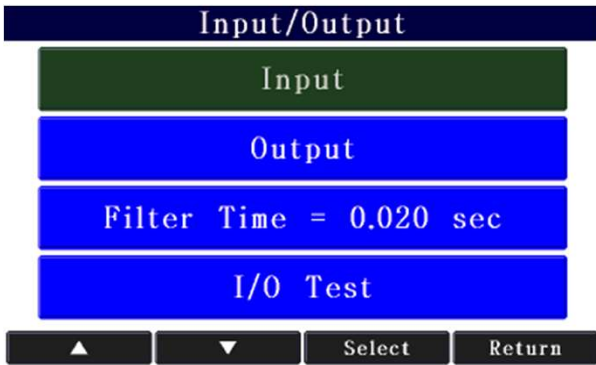 Input/Output
Input
Output
Filter Time = 0.020 sec
I/O Test
▲ ▼ Select Return